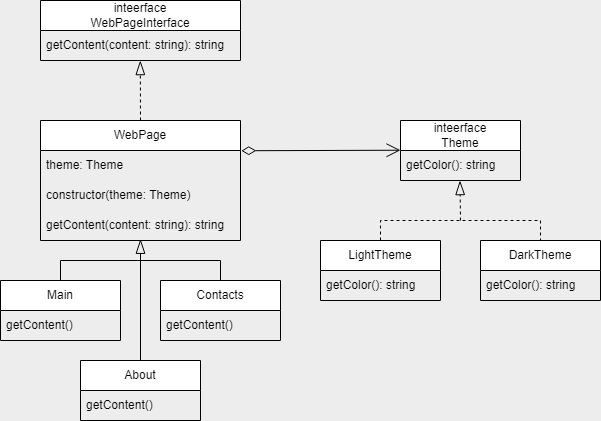 inteerface
WebPageInterface
getContent(content: string): string
WebPage
theme: Theme
constructor(theme: Theme)
getContent(content: string): string
inteerface
Theme
getColor(): string
LightTheme
getColor(): string
DarkTheme
getColor(): string
Main
getContent()
Contacts
getContent()
About
getContent()